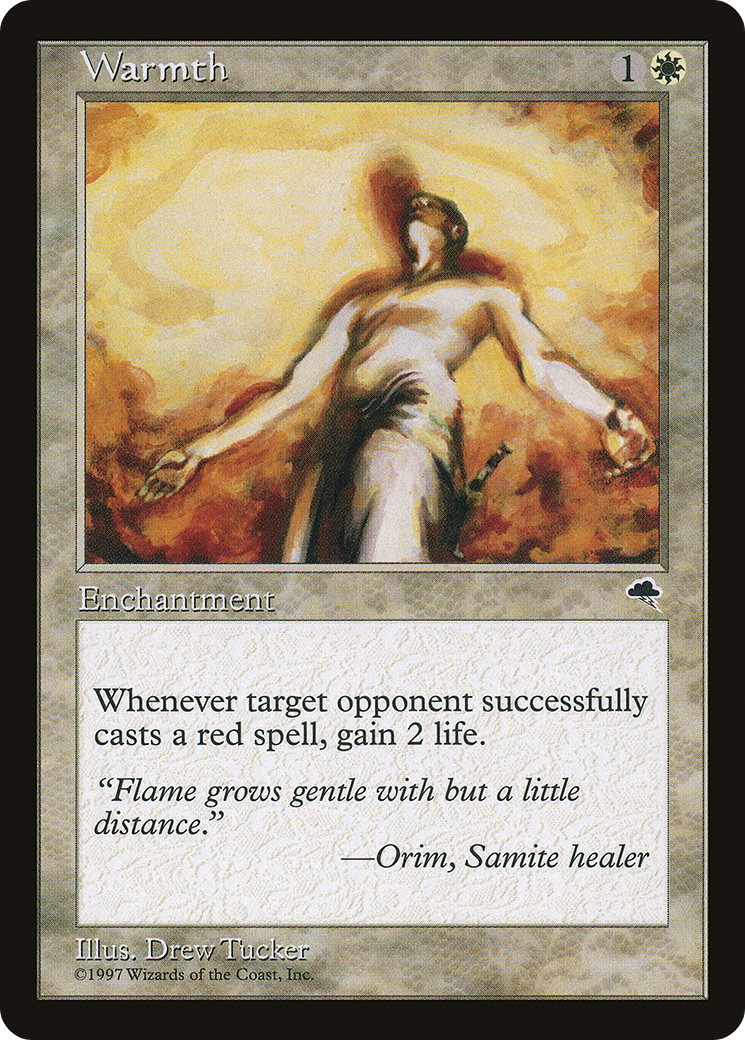 Warmth 1
Enchantment
Whenever target opponent successfully
casts a red spell, gain 2 life.
“Flame grows gentle with but a little
distance.”
—Orim, Samite healer
Illus. Drew Tucker
©1997 Wizards of the Coast, Inc.